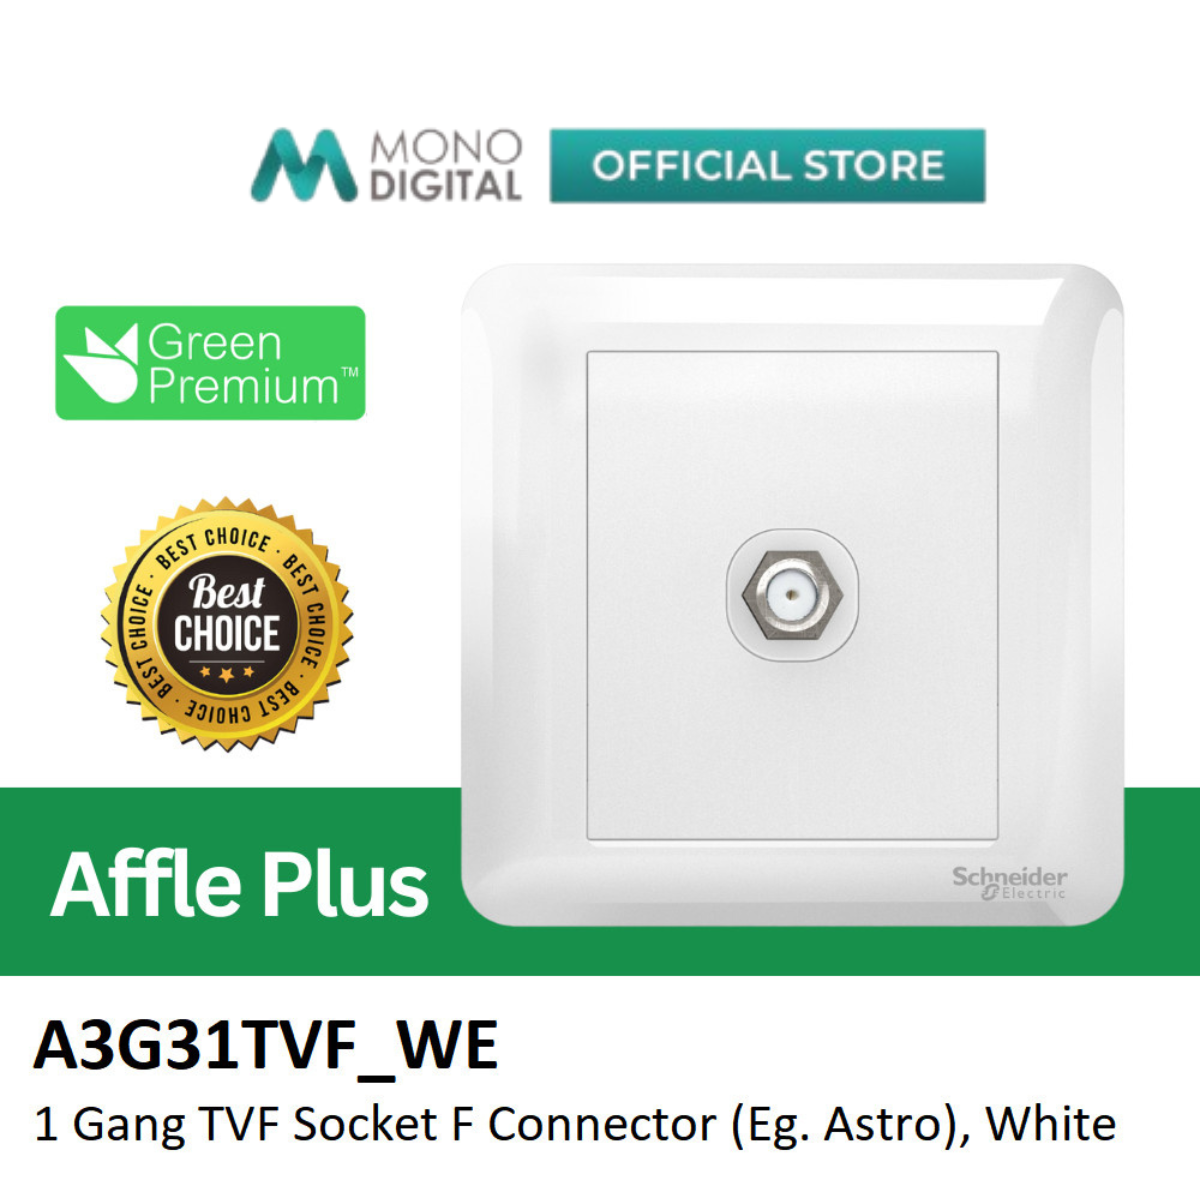 MONO
DIGITAL
OFFICIAL STORE
Green
Premium™
BEST CHOICE · BEST CHOICE · BEST CHOICE · BEST CHOICE ·
Best
CHOICE
Affle Plus
Schneider
Electric
A3G31TVF_WE
1 Gang TVF Socket F Connector (Eg. Astro), White